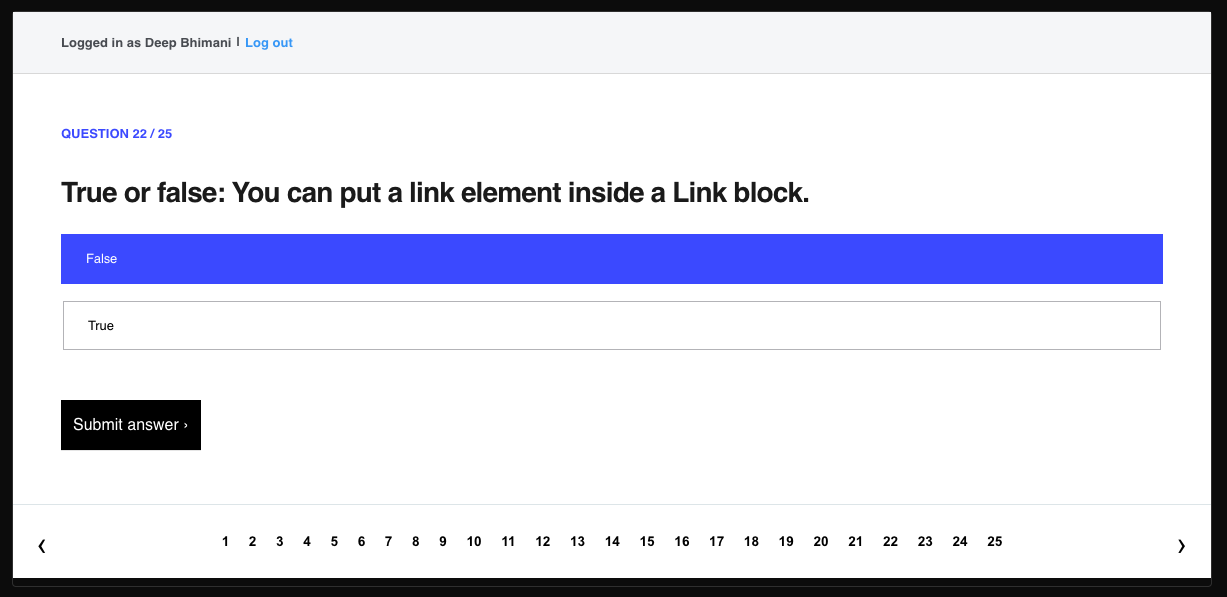 Logged in as Deep Bhimani | Log out
QUESTION 22 / 25
True or false: You can put a link element inside a Link block.
False
True
Submit answer ›
‹ 1 2 3 4 5 6 7 8 9 10 11 12 13 14 15 16 17 18 19 20 21 22 23 24 25 ›